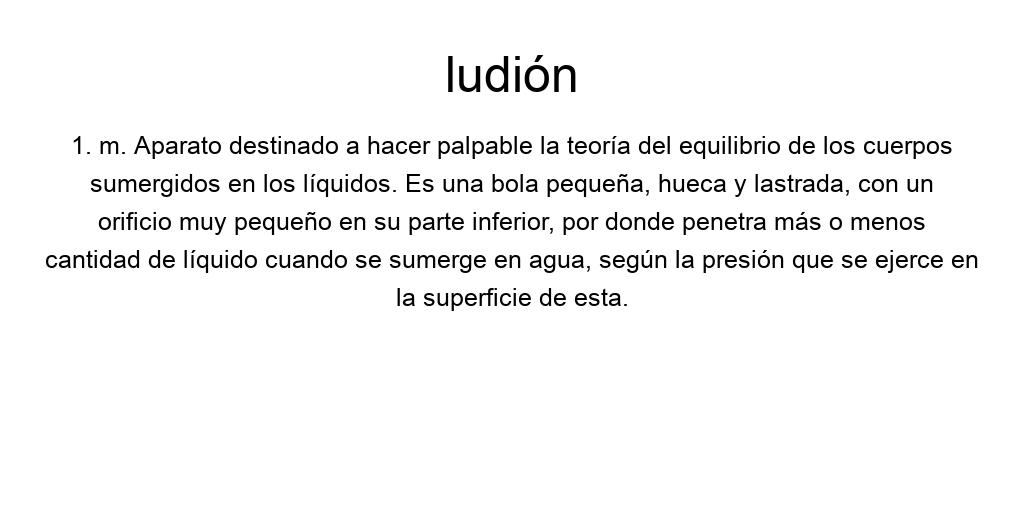 ludión
1. m. Aparato destinado a hacer palpable la teoría del equilibrio de los cuerpos
sumergidos en los líquidos. Es una bola pequeña, hueca y lastrada, con un
orificio muy pequeño en su parte inferior, por donde penetra más o menos
cantidad de líquido cuando se sumerge en agua, según la presión que se ejerce en
la superficie de esta.